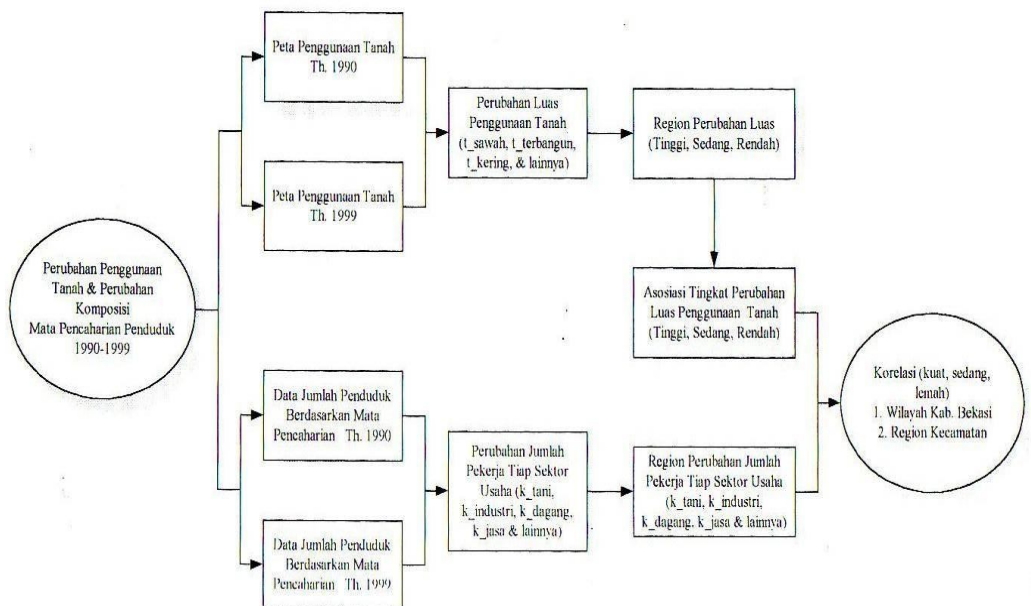 Peta Penggunaan Tanah
Th. 1990
Peta Penggunaan Tanah
Th. 1999
Perubahan Luas
Penggunaan Tanah
(t_sawah, t_terbangun,
t_kering, & lainnya)
Region Perubahan Luas
(Tinggi, Sedang, Rendah)
Perubahan Penggunaan
Tanah & Perubahan
Komposisi
Mata Pencaharian Penduduk
1990-1999
Asosiasi Tingkat Perubahan
Luas Penggunaan Tanah
(Tinggi, Sedang, Rendah)
Data Jumlah Penduduk
Berdasarkan Mata
Pencaharian Th. 1990
Data Jumlah Penduduk
Berdasarkan Mata
Pencaharian Th. 1999
Perubahan Jumlah
Pekerja Tiap Sektor
Usaha (k_tani,
k_industri, k_dagang,
k_jasa & lainnya)
Region Perubahan Jumlah
Pekerja Tiap Sektor Usaha
(k_tani, k_industri,
k_dagang, k_jasa & lainnya)
Korelasi (kuat, sedang,
lemah)
1. Wilayah Kab. Bekasi
2. Region Kecamatan